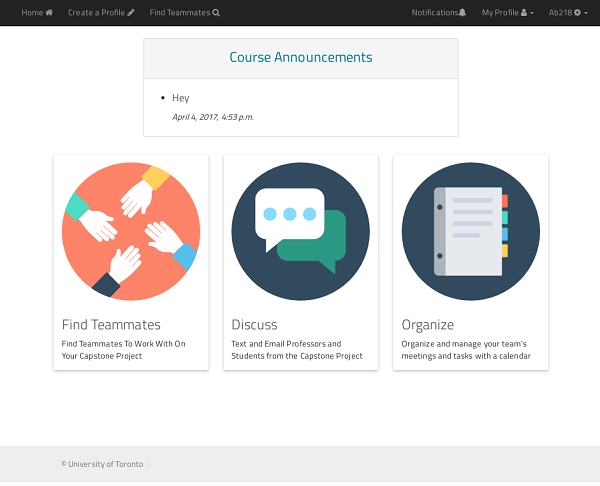 Home Create a Profile Find Teammates Notifications My Profile Ab218
Course Announcements
Hey
April 4, 2017, 4:53 p.m.
Find Teammates
Find Teammates To Work With On
Your Capstone Project
Discuss
Text and Email Professors and
Students from the Capstone Project
Organize
Organize and manage your team's
meetings and tasks with a calendar
© University of Toronto